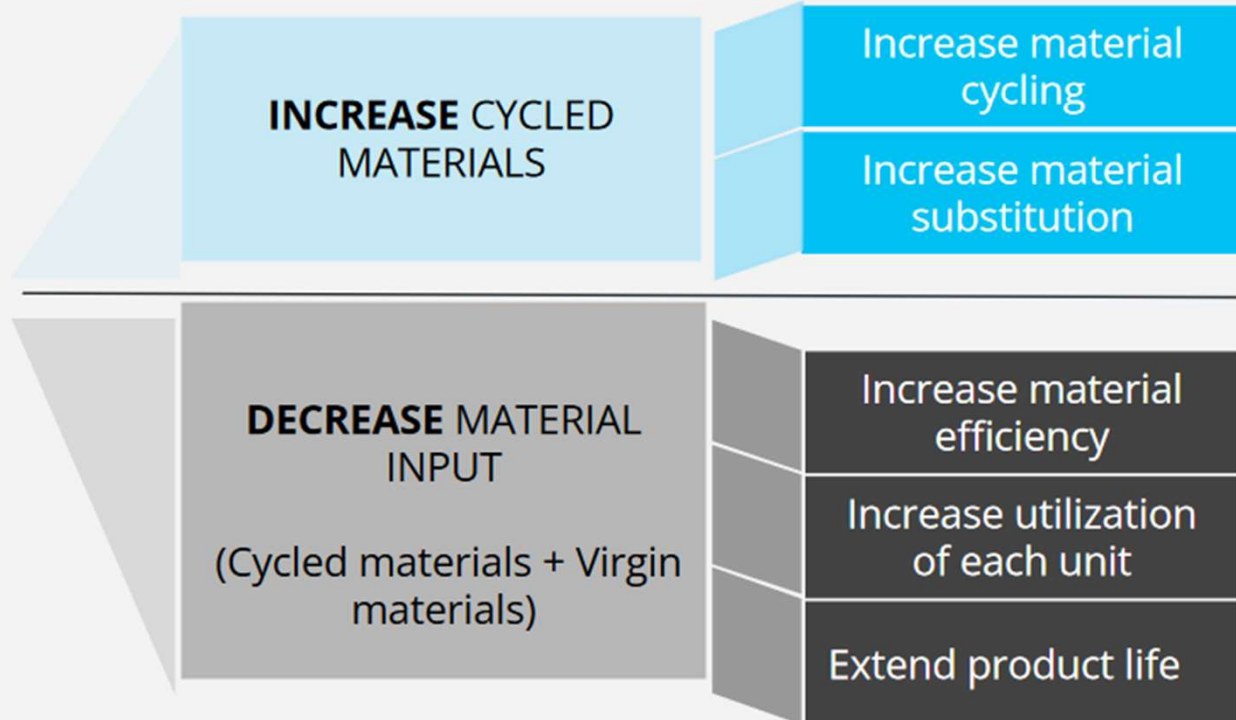 INCREASE CYCLED
MATERIALS
Increase material
cycling
Increase material
substitution
DECREASE MATERIAL
INPUT
(Cycled materials + Virgin
materials)
Increase material
efficiency
Increase utilization
of each unit
Extend product life